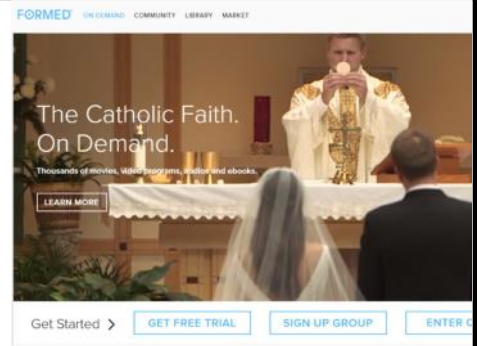 FORMED ON DEMAND COMMUNITY LIBRARY MARKET
The Catholic Faith.
On Demand.
Thousands of movies, video programs, audios and ebooks.
LEARN MORE
Get Started > GET FREE TRIAL SIGN UP GROUP ENTER C